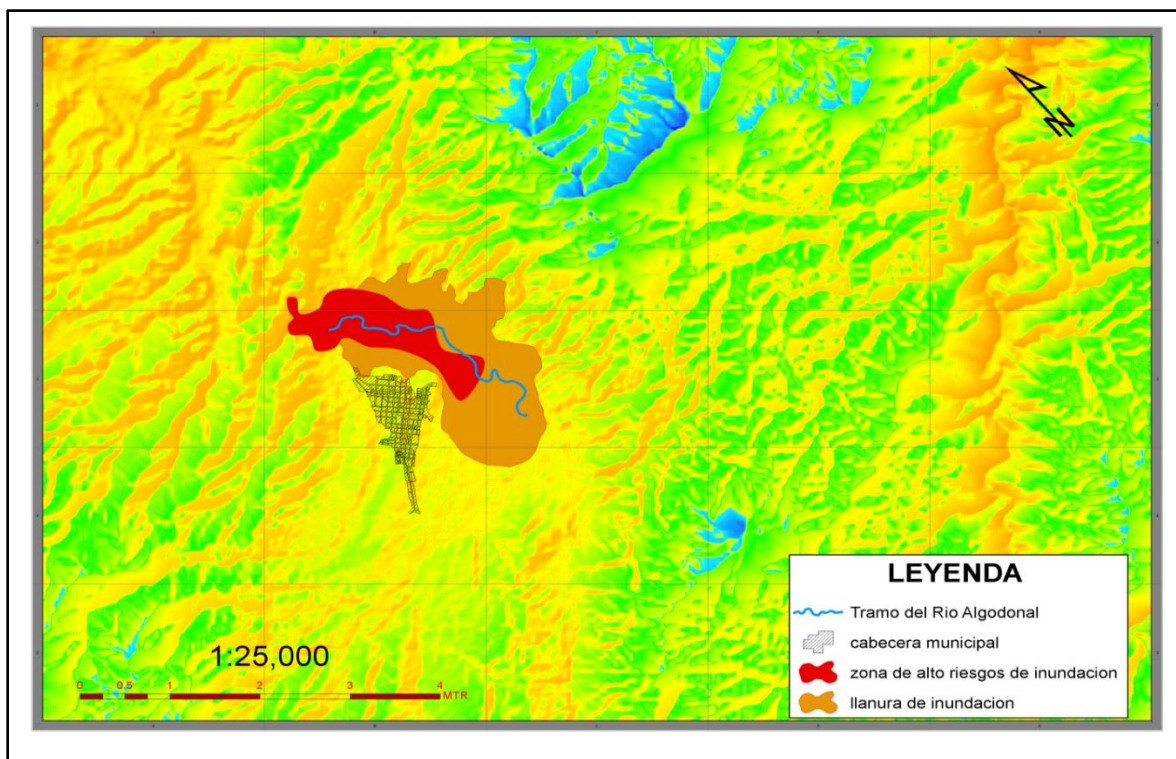 N
LEYENDA
Tramo del Rio Algodonal
cabecera municipal
zona de alto riesgos de inundacion
llanura de inundacion
1:25,000
0 0.5 1 2 3 4
MTR